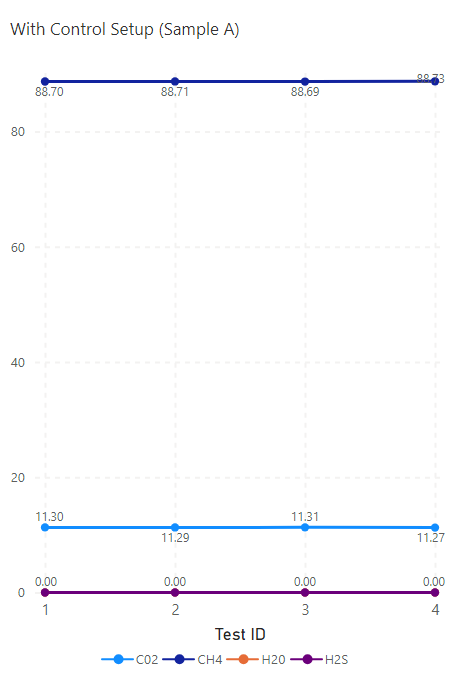 With Control Setup (Sample A)
88.70 88.71 88.69 88.73
80
60
40
20
11.30 11.29 11.31 11.27
0.00 0.00 0.00 0.00
0
1 2 3 4
Test ID
C02 CH4 H20 H2S